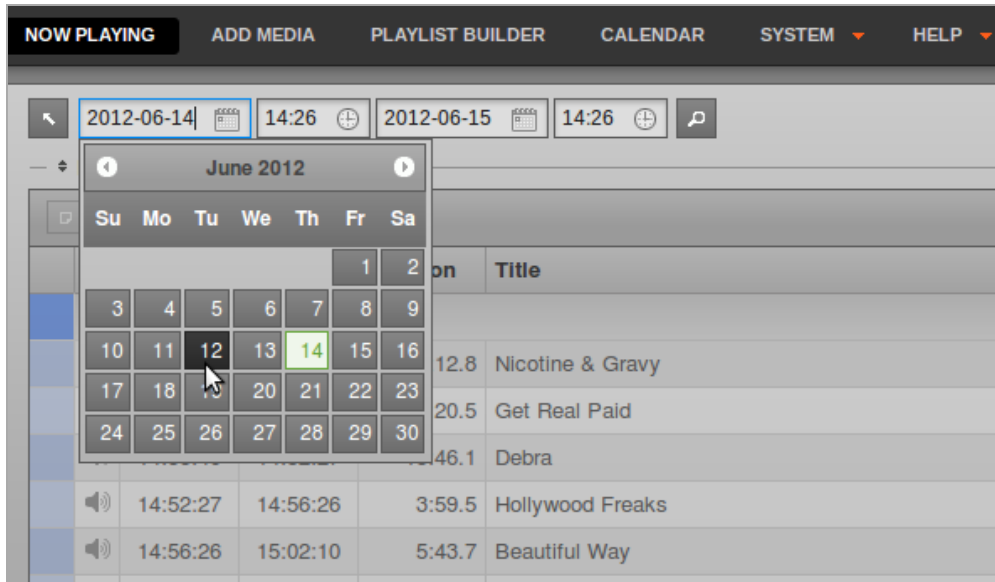 NOW PLAYING ADD MEDIA PLAYLIST BUILDER CALENDAR SYSTEM HELP
2012-06-14 14:26 2012-06-15 14:26
June 2012
Su Mo Tu We Th Fr Sa
on Title
1 2
3 4 5 6 7 8 9
10 11 12 13 14 15 16
12.8 Nicotine & Gravy
17 18 20 21 22 23
20.5 Get Real Paid
24 25 26 27 28 29 30
46.1 Debra
14:52:27 14:56:26 3:59.5 Hollywood Freaks
14:56:26 15:02:10 5:43.7 Beautiful Way